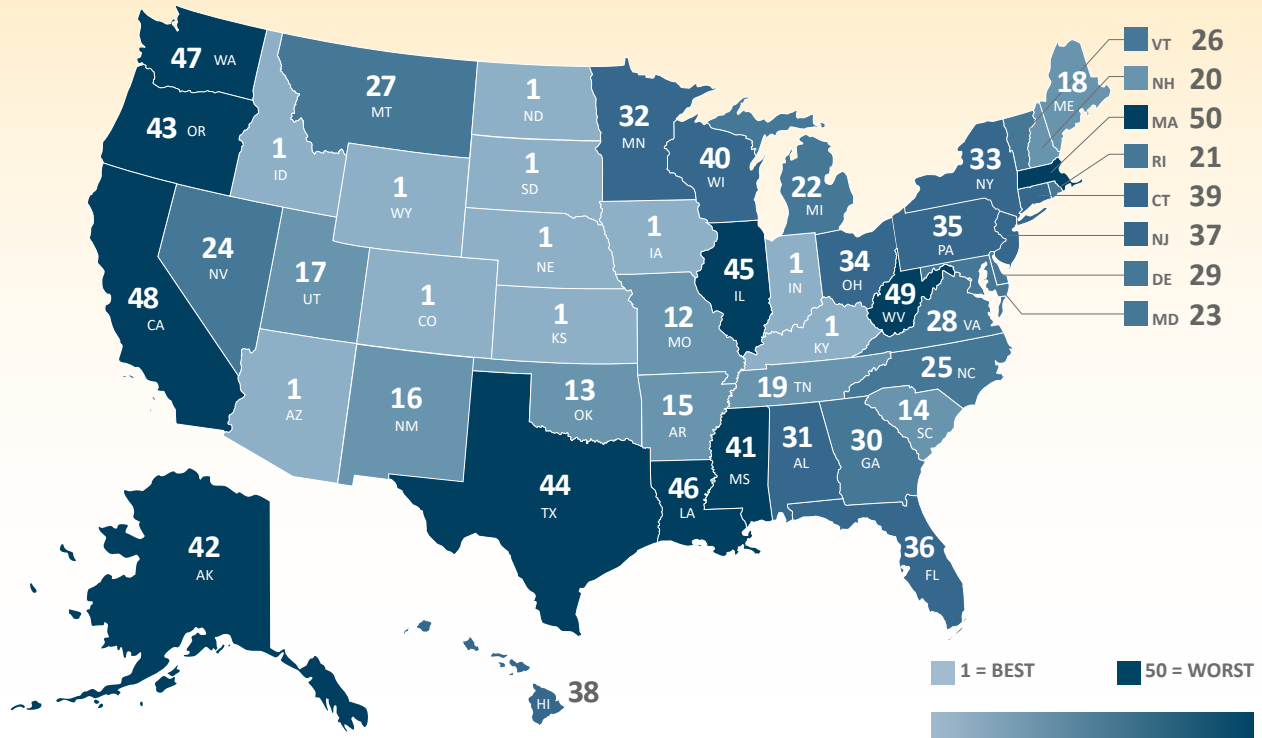 47 WA
43 OR
1
ID
27
MT
1
ND
32
MN
40
WI
22
MI
33
NY
18
ME
VT 26
NH 20
MA 50
RI 21
CT 39
NJ 37
DE 29
MD 23
1
SD
1
WY
1
NE
1
IA
45
IL
1
IN
34
OH
35
PA
49
WV
28 VA
48
CA
24
NV
17
UT
1
CO
1
KS
12
MO
1
KY
25 NC
1
AZ
16
NM
13
OK
15
AR
19 TN
14
SC
44
TX
46
LA
41
MS
31
AL
30
GA
36
FL
42
AK
HI 38
1 = BEST
50 = WORST